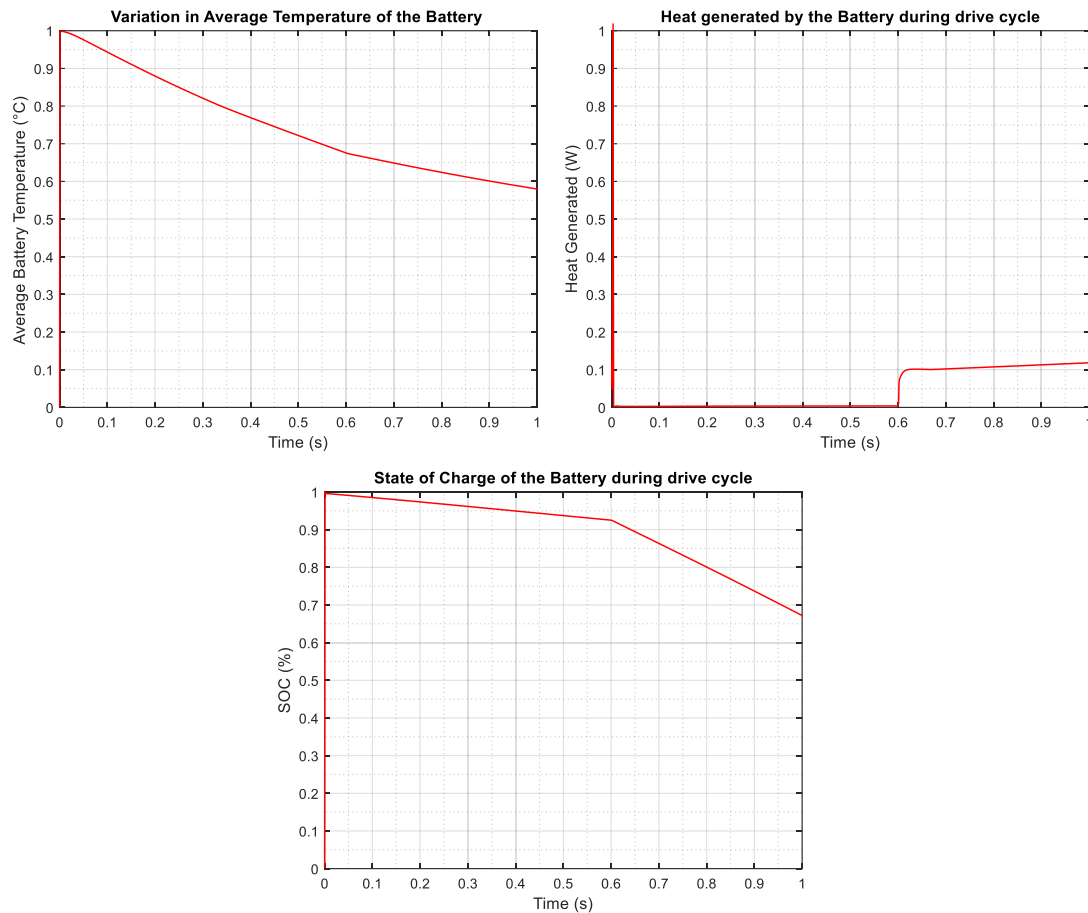 Variation in Average Temperature of the Battery
Average Battery Temperature (°C)
1
0.9
0.8
0.7
0.6
0.5
0.4
0.3
0.2
0.1
0
0 0.1 0.2 0.3 0.4 0.5 0.6 0.7 0.8 0.9 1
Time (s)
Heat generated by the Battery during drive cycle
Heat Generated (W)
1
0.9
0.8
0.7
0.6
0.5
0.4
0.3
0.2
0.1
0
0 0.1 0.2 0.3 0.4 0.5 0.6 0.7 0.8 0.9 1
Time (s)
State of Charge of the Battery during drive cycle
SOC (%)
1
0.9
0.8
0.7
0.6
0.5
0.4
0.3
0.2
0.1
0
0 0.1 0.2 0.3 0.4 0.5 0.6 0.7 0.8 0.9 1
Time (s)